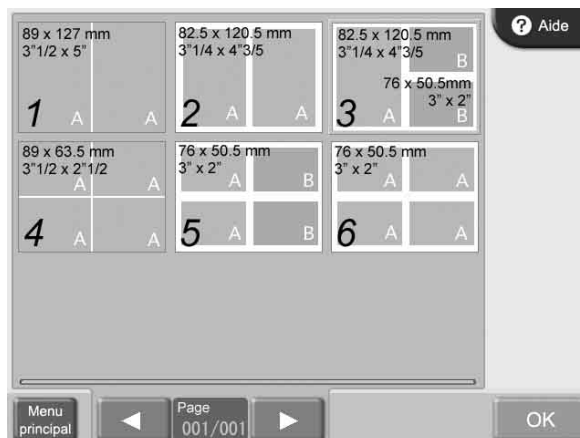 ? Aide
89 x 127 mm
3"1/2 x 5"
1 A A
82.5 x 120.5 mm
3"1/4 x 4"3/5
2 A A
82.5 x 120.5 mm
3"1/4 x 4"3/5
B
76 x 50.5mm
3" x 2"
3 A B
89 x 63.5 mm
3"1/2 x 2"1/2
A A
4 A A
76 x 50.5 mm
3" x 2"
A B
5 A B
76 x 50.5 mm
3" x 2"
A A
6 A A
Menu
principal
Page
001/001
OK